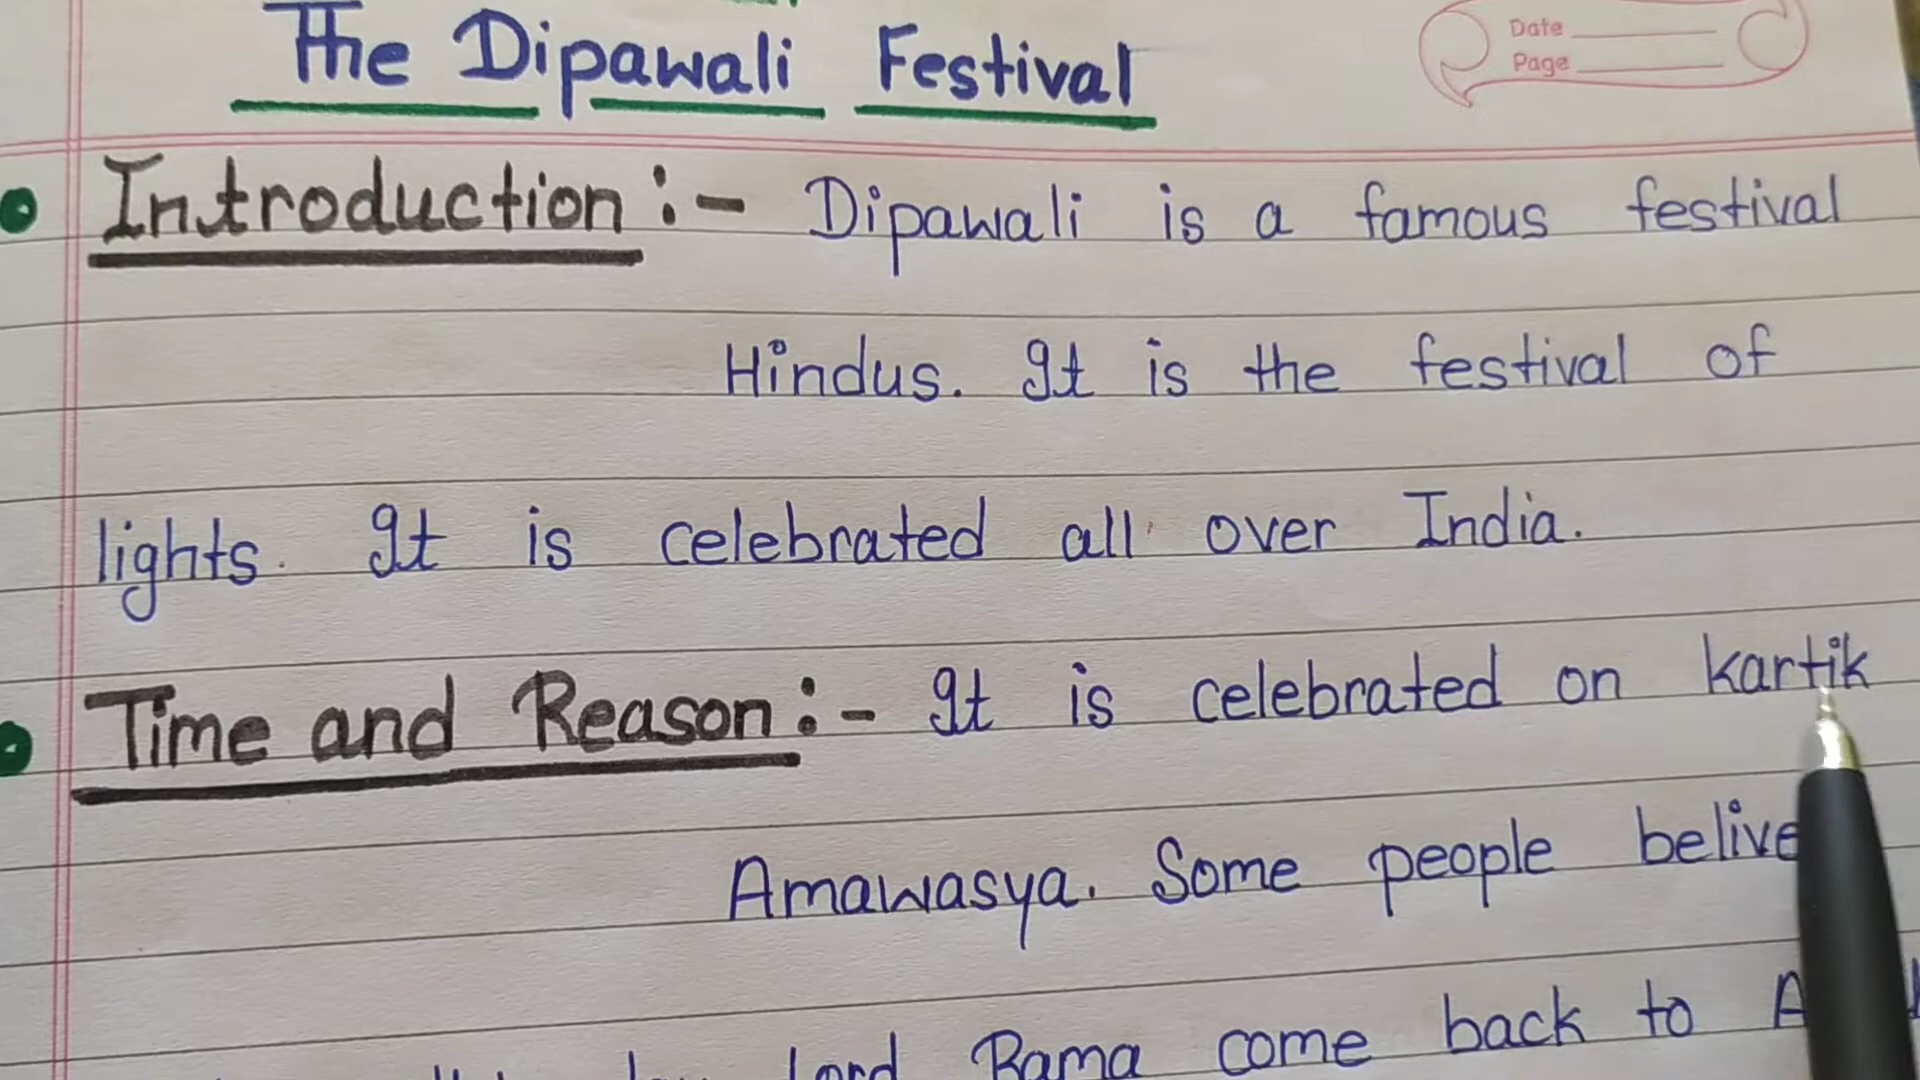 The Dipawali Festival
Date
Page
Introduction :- Dipawali is a famous festival
Hindus. It is the festival of
lights. It is celebrated all over India.
Time and Reason :- It is celebrated on kartik
Amawasya. Some people belive
Lord Rama come back to